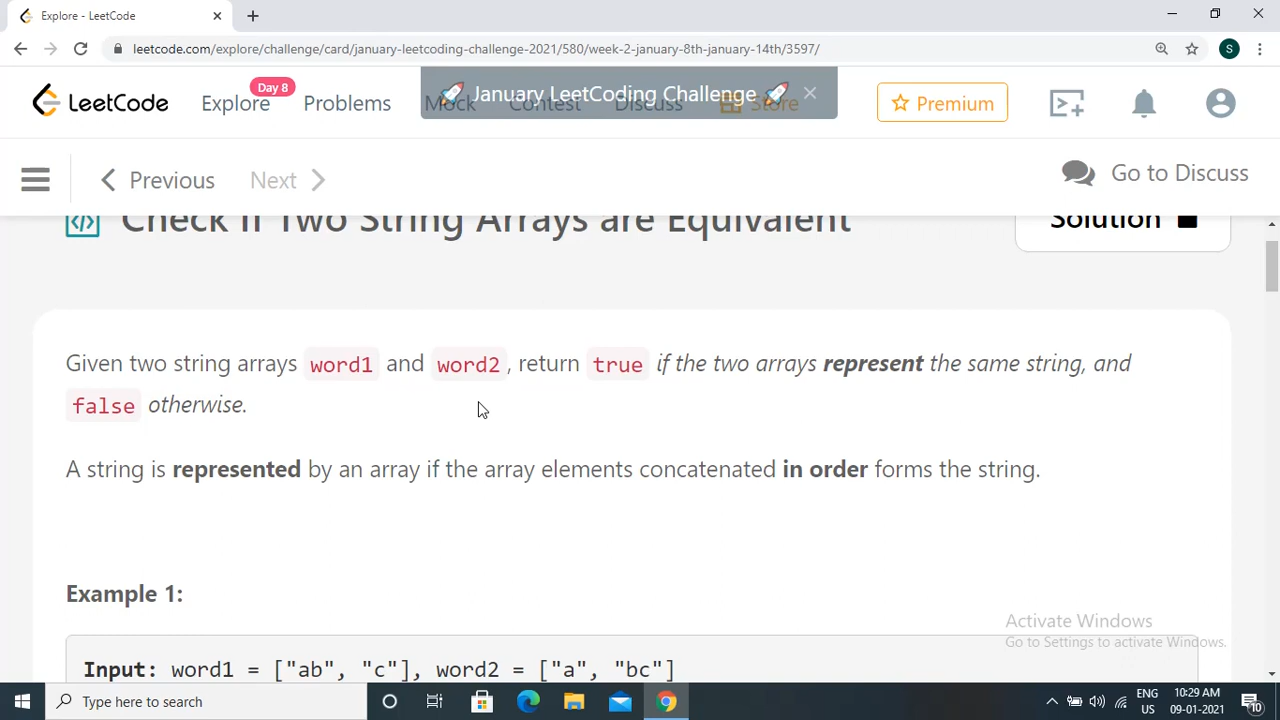 Explore - LeetCode
leetcode.com/explore/challenge/card/january-leetcoding-challenge-2021/580/week-2-january-8th-january-14th/3597/
S
LeetCode
Explore
Day 8
Problems
Mock
Contest
Discuss
Store
🚀 January LeetCoding Challenge 🚀
Premium
Previous
Next
Go to Discuss
Check If Two String Arrays are Equivalent
Solution
Given two string arrays word1 and word2, return true if the two arrays represent the same string, and
false otherwise.
A string is represented by an array if the array elements concatenated in order forms the string.
Example 1:
Input: word1 = ["ab", "c"], word2 = ["a", "bc"]
Activate Windows
Go to Settings to activate Windows.
Type here to search
ENG
US
10:29 AM
09-01-2021
10